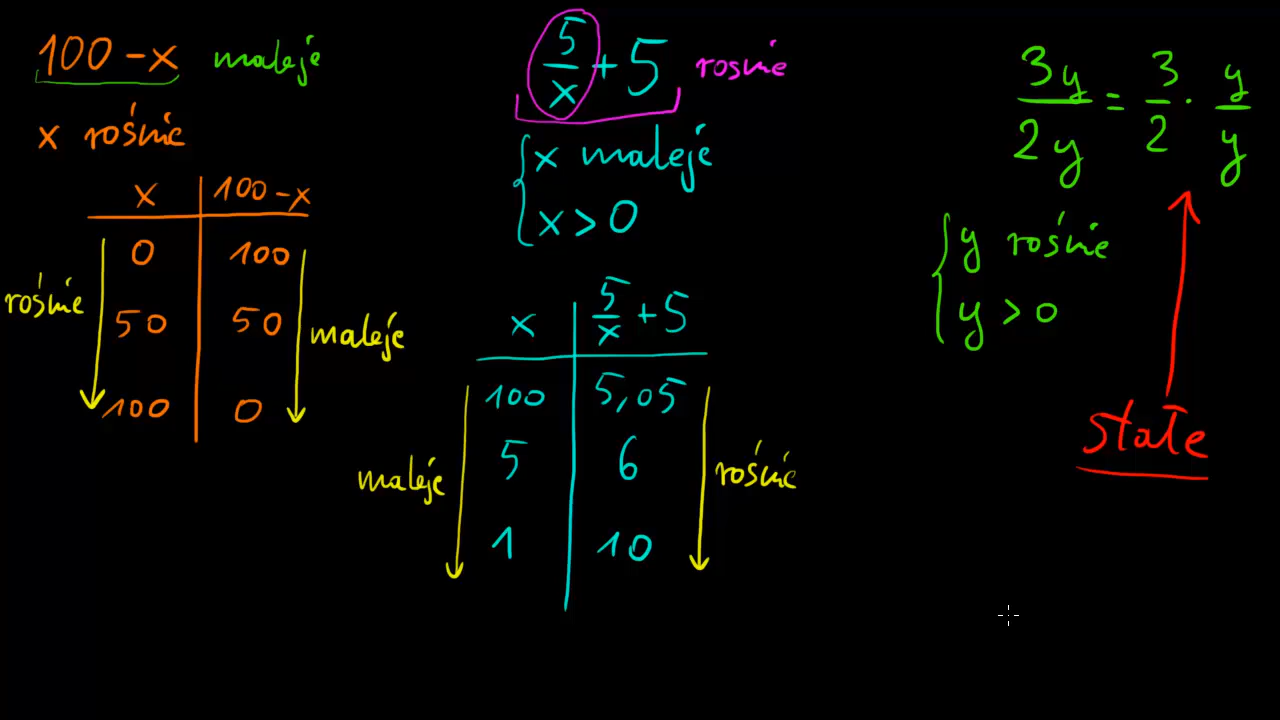 100 - x maleje
x rośnie
x | 100 - x
0 | 100
50 | 50
100 | 0
rośnie
maleje
5/x + 5 rośnie
{ x maleje
x > 0
x | 5/x + 5
100 | 5,05
5 | 6
1 | 10
maleje
rośnie
3y/2y = 3/2 · y/y
{ y rośnie
y > 0
stałe